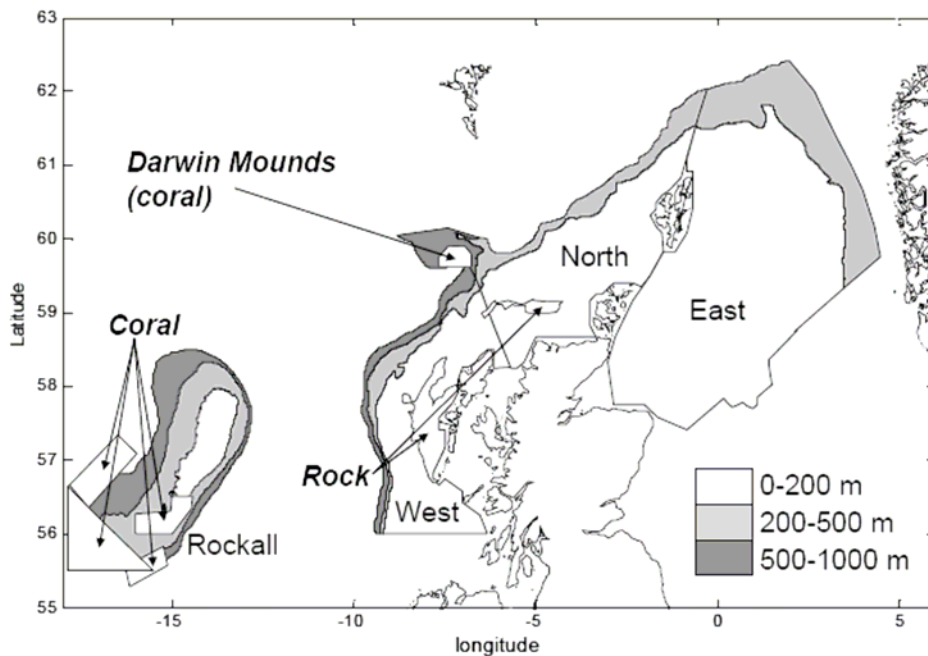 63
62
61
60
59
58
57
56
55
Latitude
-15
-10
-5
0
5
longitude
Darwin Mounds
(coral)
North
East
Coral
Rock
West
Rockall
0-200 m
200-500 m
500-1000 m